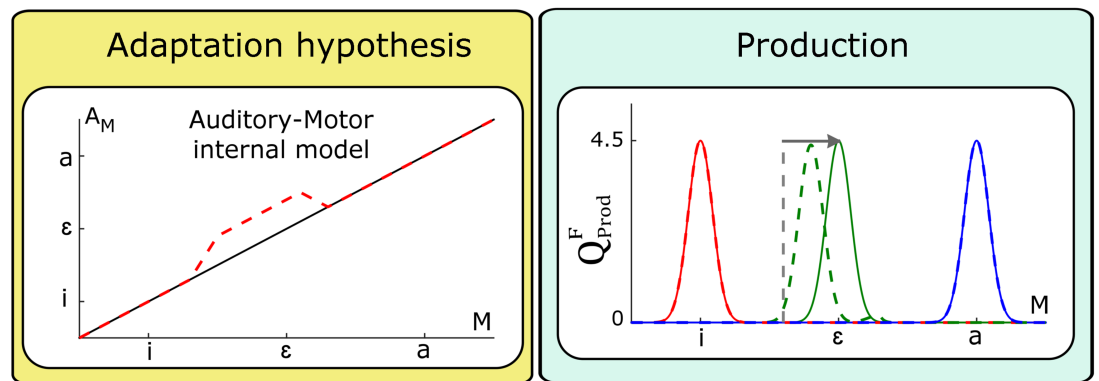 Adaptation hypothesis
A_M
Auditory-Motor
internal model
a
ε
i
M
i
ε
a
Production
4.5
Q^F_Prod
0
M
i
ε
a